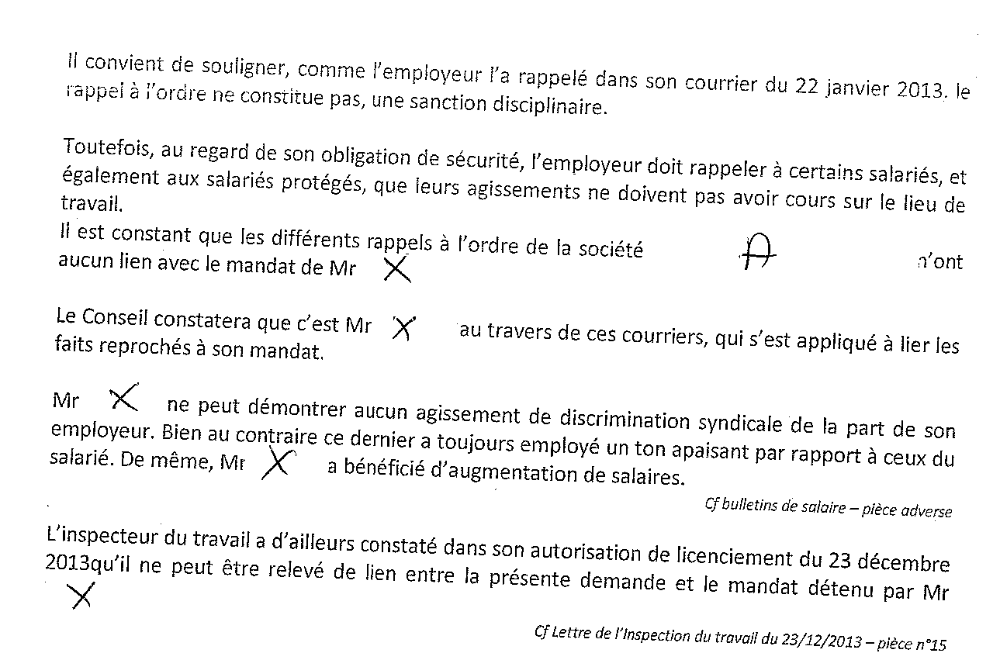 Il convient de souligner, comme l'employeur l'a rappelé dans son courrier du 22 janvier 2013. le
rappel à l'ordre ne constitue pas, une sanction disciplinaire.
Toutefois, au regard de son obligation de sécurité, l'employeur doit rappeler à certains salariés, et
également aux salariés protégés, que leurs agissements ne doivent pas avoir cours sur le lieu de
travail.
Il est constant que les différents rappels à l'ordre de la société A n'ont
aucun lien avec le mandat de Mr X
Le Conseil constatera que c'est Mr X au travers de ces courriers, qui s'est appliqué à lier les
faits reprochés à son mandat.
Mr X ne peut démontrer aucun agissement de discrimination syndicale de la part de son
employeur. Bien au contraire ce dernier a toujours employé un ton apaisant par rapport à ceux du
salarié. De même, Mr X a bénéficié d'augmentation de salaires.
Cf bulletins de salaire – pièce adverse
L'inspecteur du travail a d'ailleurs constaté dans son autorisation de licenciement du 23 décembre
2013qu'il ne peut être relevé de lien entre la présente demande et le mandat détenu par Mr
X
Cf Lettre de l'Inspection du travail du 23/12/2013 – pièce n°15